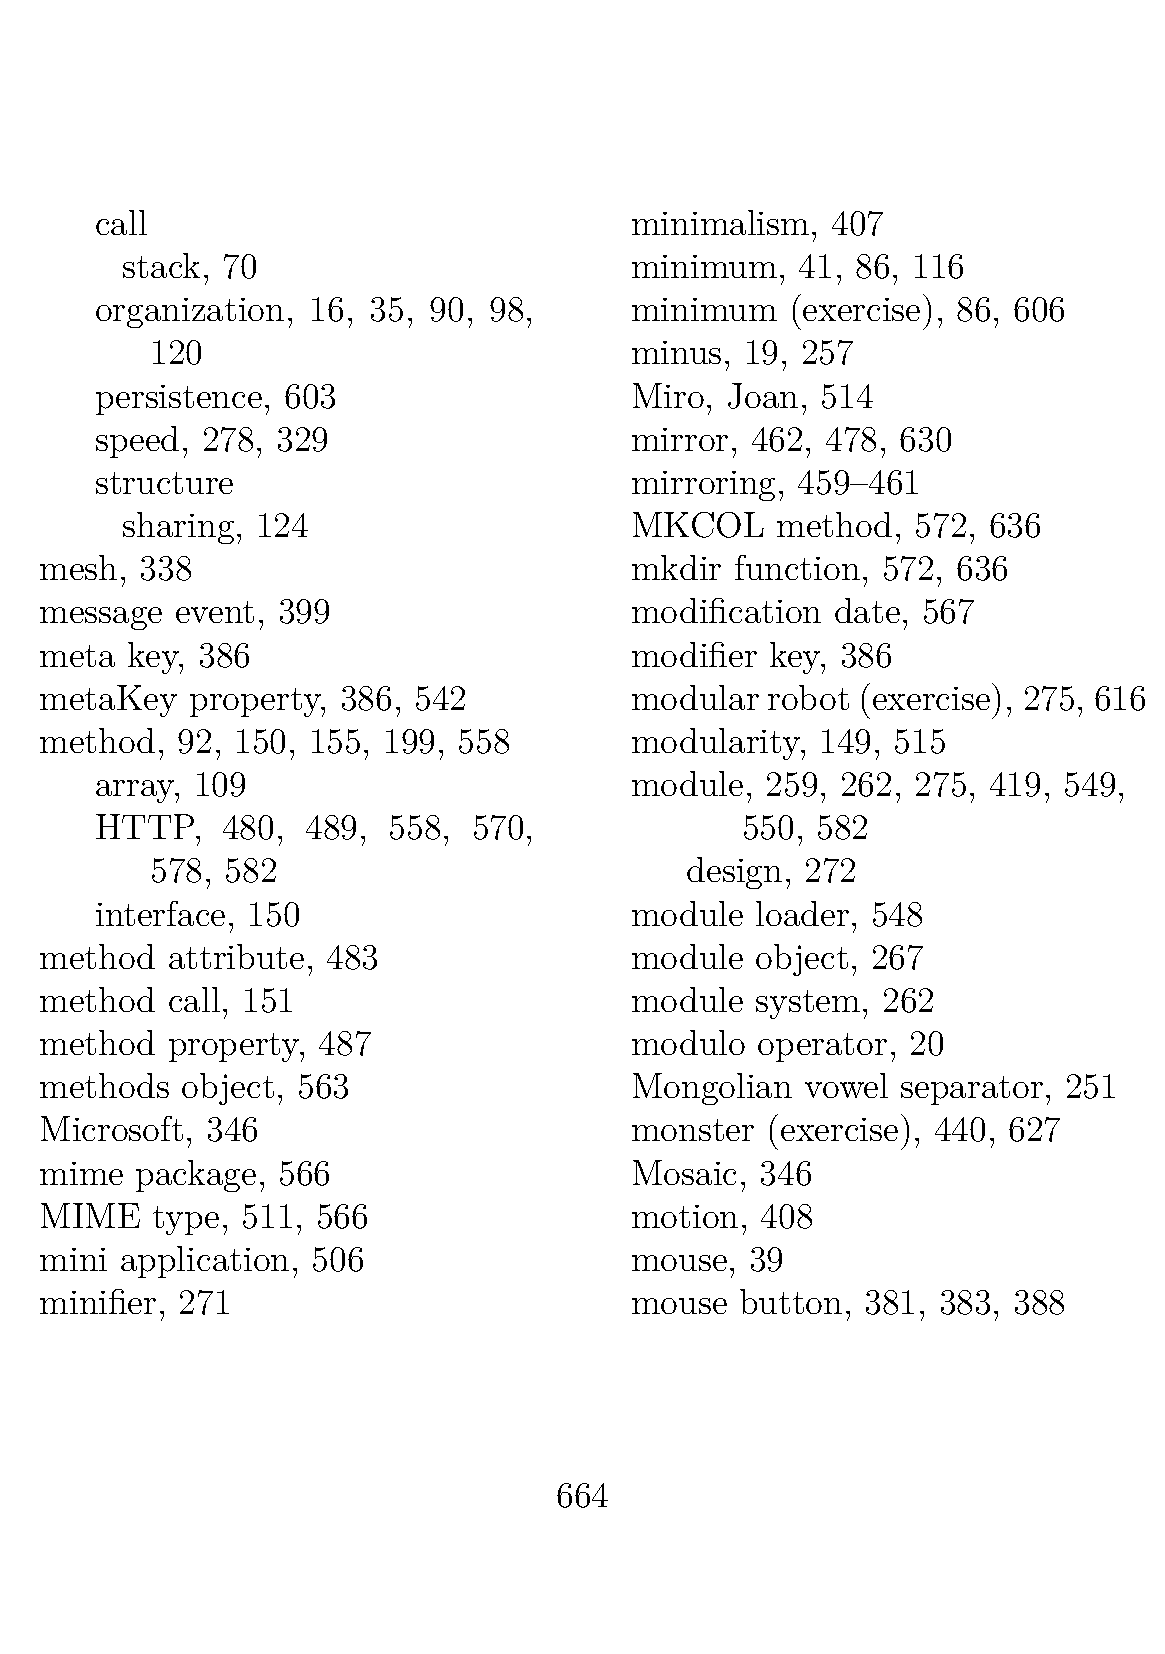 call
stack, 70
organization, 16, 35, 90, 98,
120
persistence, 603
speed, 278, 329
structure
sharing, 124
mesh, 338
message event, 399
meta key, 386
metaKey property, 386, 542
method, 92, 150, 155, 199, 558
array, 109
HTTP, 480, 489, 558, 570,
578, 582
interface, 150
method attribute, 483
method call, 151
method property, 487
methods object, 563
Microsoft, 346
mime package, 566
MIME type, 511, 566
mini application, 506
minifier, 271
minimalism, 407
minimum, 41, 86, 116
minimum (exercise), 86, 606
minus, 19, 257
Miro, Joan, 514
mirror, 462, 478, 630
mirroring, 459–461
MKCOL method, 572, 636
mkdir function, 572, 636
modification date, 567
modifier key, 386
modular robot (exercise), 275, 616
modularity, 149, 515
module, 259, 262, 275, 419, 549,
550, 582
design, 272
module loader, 548
module object, 267
module system, 262
modulo operator, 20
Mongolian vowel separator, 251
monster (exercise), 440, 627
Mosaic, 346
motion, 408
mouse, 39
mouse button, 381, 383, 388
664